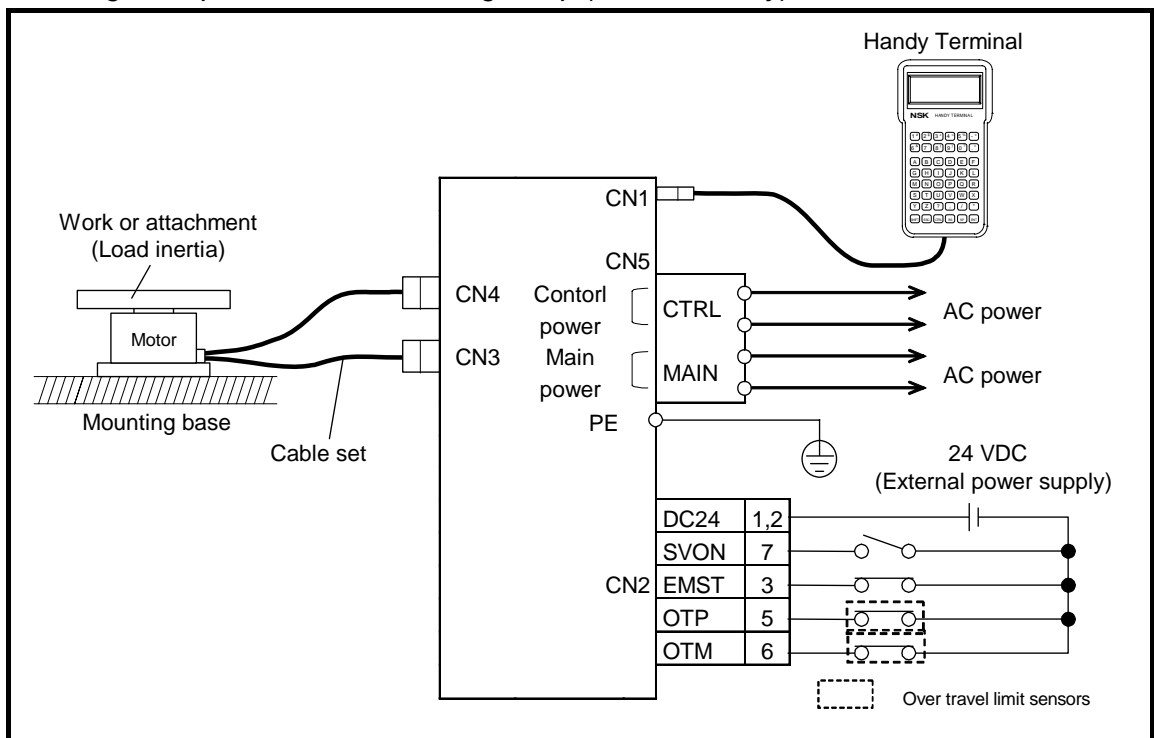 Handy Terminal
NSK HANDY TERMINAL
CN1
Work or attachment
(Load inertia)
CN5
CN4
Contorl
power
CTRL
AC power
Motor
CN3
Main
power
MAIN
AC power
Mounting base
PE
Cable set
24 VDC
(External power supply)
DC24 1,2
SVON 7
CN2 EMST 3
OTP 5
OTM 6
Over travel limit sensors